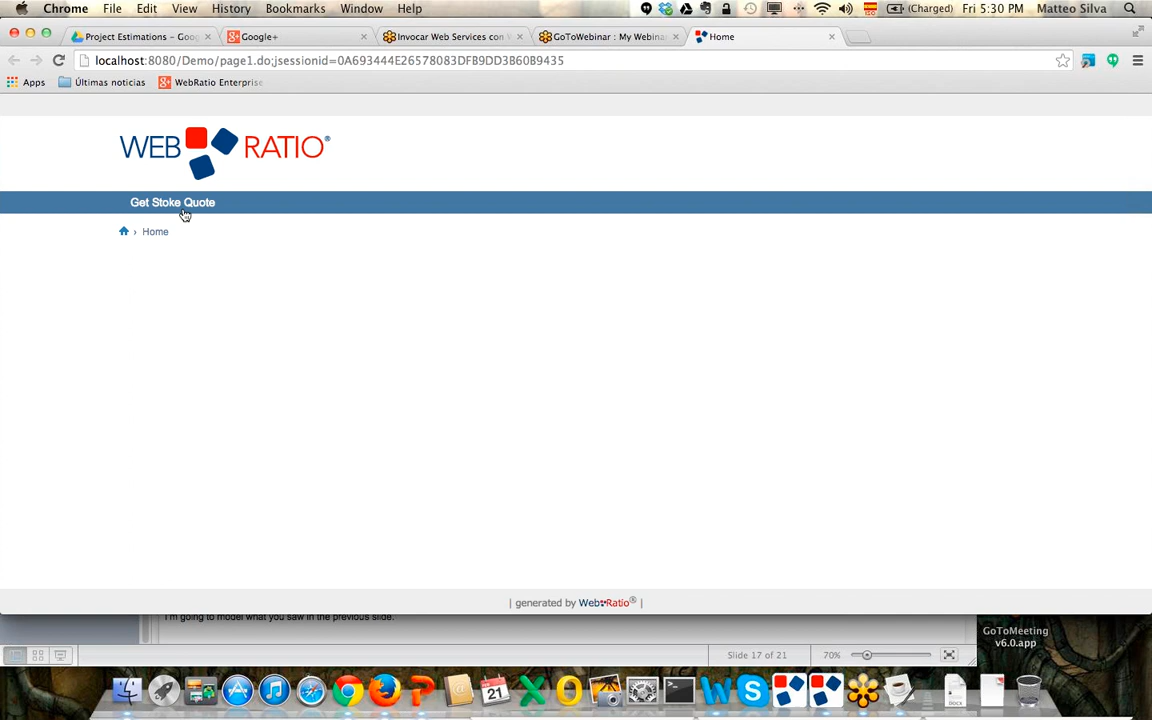 Chrome File Edit View History Bookmarks Window Help (Charged) Fri 5:30 PM Matteo Silva
Project Estimations – Goog
Google+
Invocar Web Services con
GoToWebinar : My Webina
Home
localhost:8080/Demo/page1.do;jsessionid=0A693444E26578083DFB9DD3B60B9435
Apps Últimas noticias WebRatio Enterprise
WEB RATIO®
Get Stoke Quote
› Home
| generated by WebRatio® |
I'm going to model what you saw in the previous slide.
GoToMeeting
v6.0.app
Slide 17 of 21 70%
21
DOCX